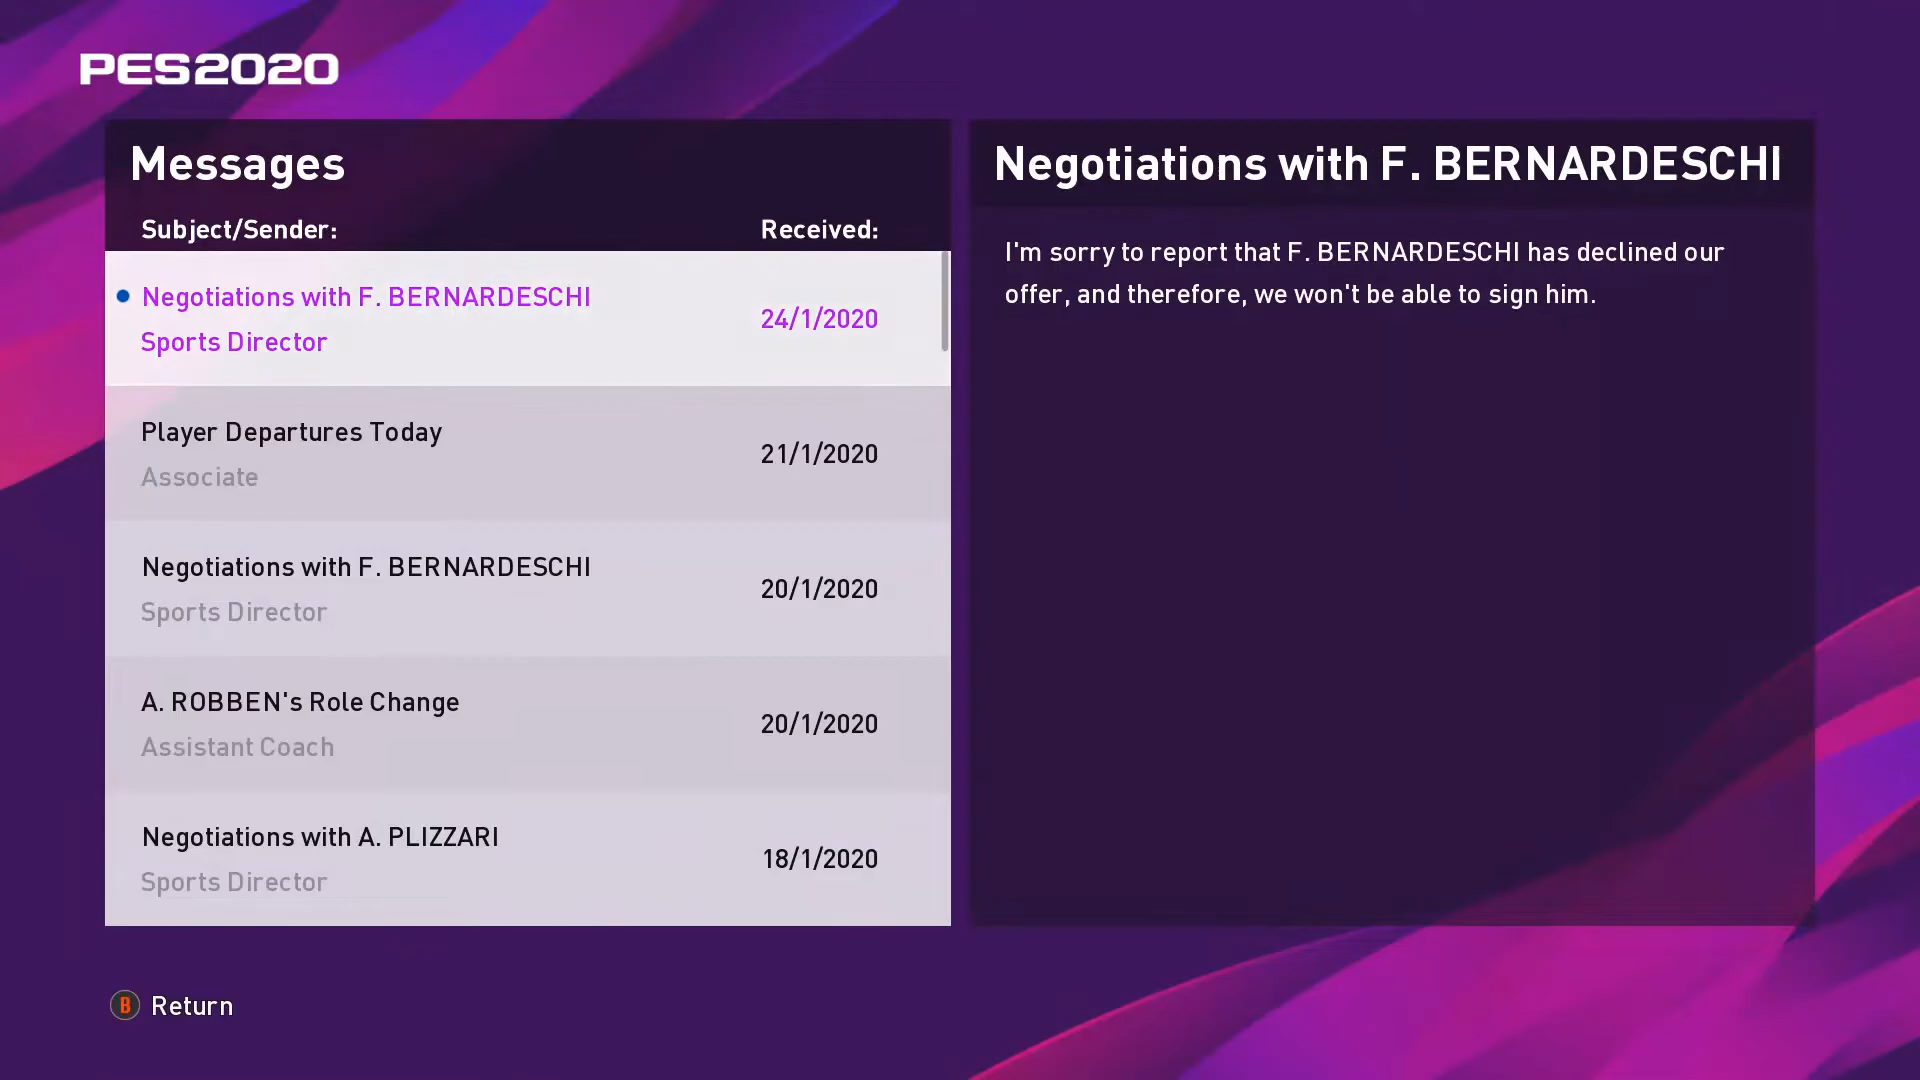 PES2020
Messages
Subject/Sender: Received:
Negotiations with F. BERNARDESCHI
Sports Director
24/1/2020
Player Departures Today
Associate
21/1/2020
Negotiations with F. BERNARDESCHI
Sports Director
20/1/2020
A. ROBBEN's Role Change
Assistant Coach
20/1/2020
Negotiations with A. PLIZZARI
Sports Director
18/1/2020
Negotiations with F. BERNARDESCHI
I'm sorry to report that F. BERNARDESCHI has declined our
offer, and therefore, we won't be able to sign him.
B Return